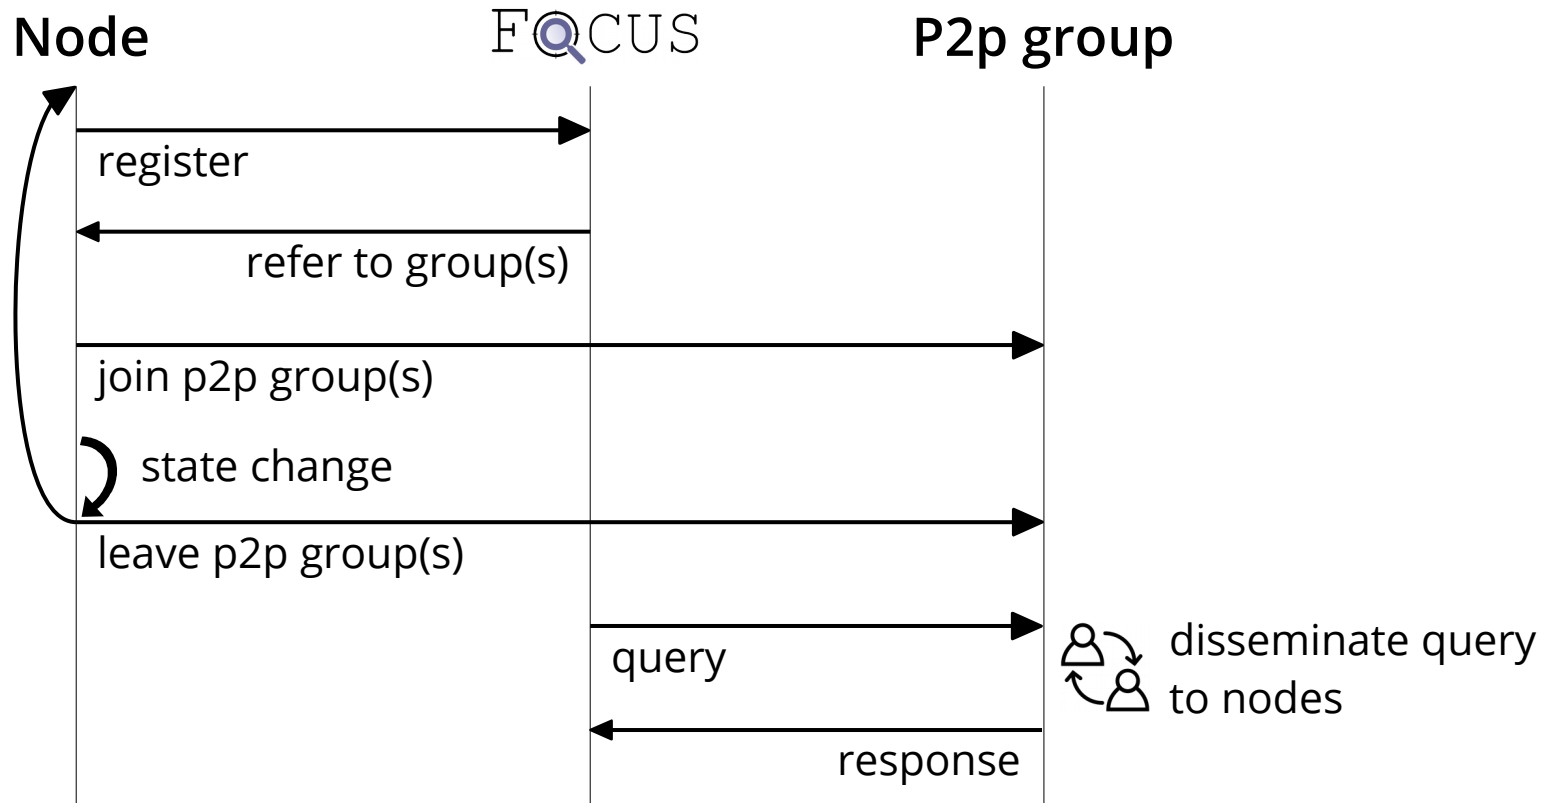 Node
FOCUS
P2p group
register
refer to group(s)
join p2p group(s)
state change
leave p2p group(s)
query
disseminate query
to nodes
response